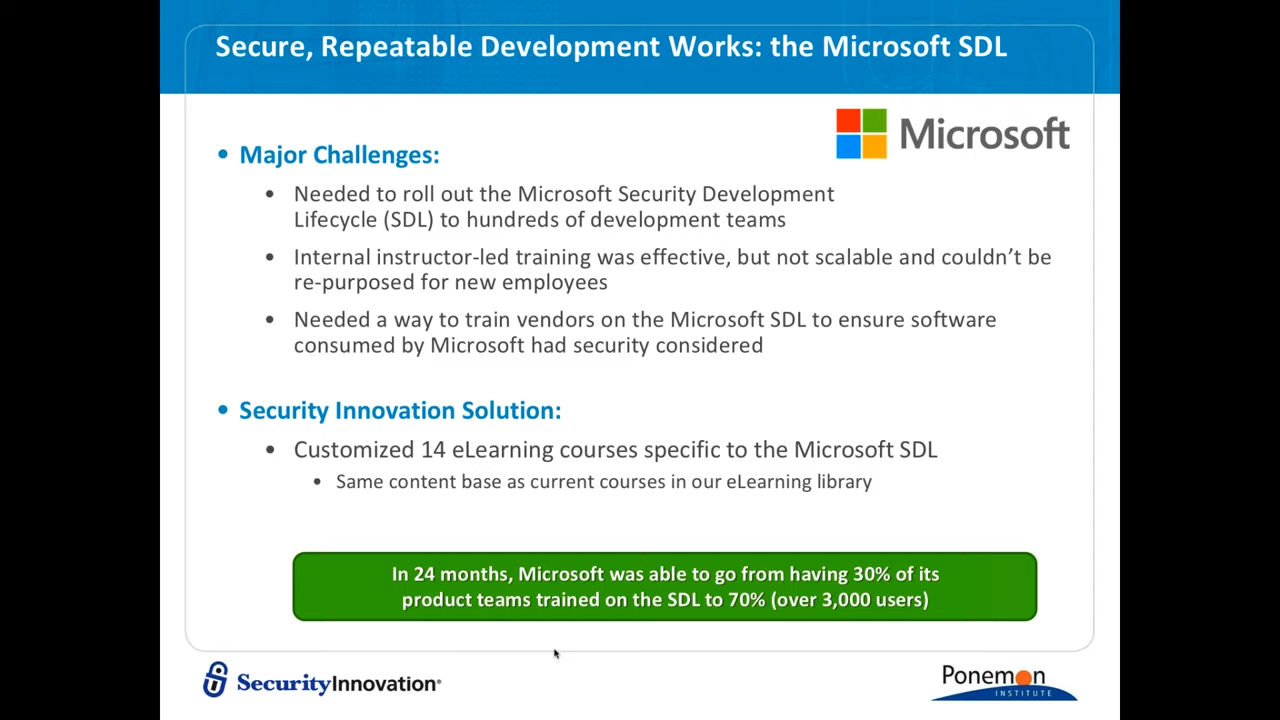 Secure, Repeatable Development Works: the Microsoft SDL
Microsoft
• Major Challenges:
• Needed to roll out the Microsoft Security Development
Lifecycle (SDL) to hundreds of development teams
• Internal instructor-led training was effective, but not scalable and couldn’t be
re-purposed for new employees
• Needed a way to train vendors on the Microsoft SDL to ensure software
consumed by Microsoft had security considered
• Security Innovation Solution:
• Customized 14 eLearning courses specific to the Microsoft SDL
• Same content base as current courses in our eLearning library
In 24 months, Microsoft was able to go from having 30% of its
product teams trained on the SDL to 70% (over 3,000 users)
SecurityInnovation®
Ponemon
INSTITUTE